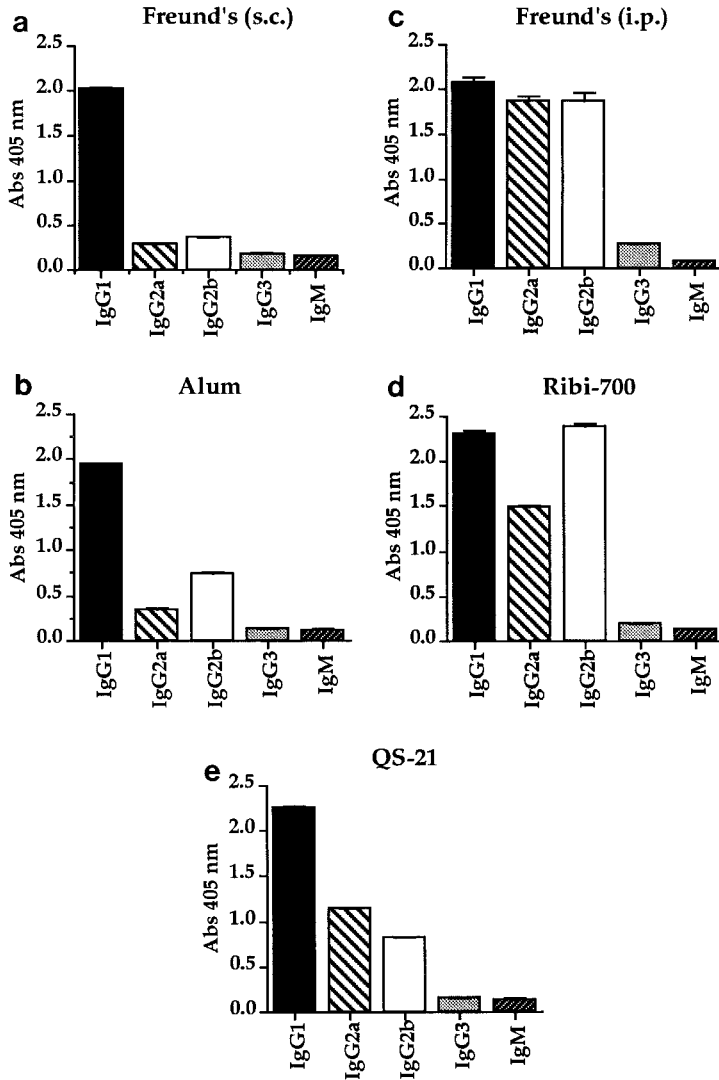 a
Freund's (s.c.)
Abs 405 nm
2.5
2.0
1.5
1.0
0.5
0.0
IgG1
IgG2a
IgG2b
IgG3
IgM
c
Freund's (i.p.)
Abs 405 nm
2.5
2.0
1.5
1.0
0.5
0.0
IgG1
IgG2a
IgG2b
IgG3
IgM
b
Alum
Abs 405 nm
2.5
2.0
1.5
1.0
0.5
0.0
IgG1
IgG2a
IgG2b
IgG3
IgM
d
Ribi-700
Abs 405 nm
2.5
2.0
1.5
1.0
0.5
0.0
IgG1
IgG2a
IgG2b
IgG3
IgM
e
QS-21
Abs 405 nm
2.5
2.0
1.5
1.0
0.5
0.0
IgG1
IgG2a
IgG2b
IgG3
IgM